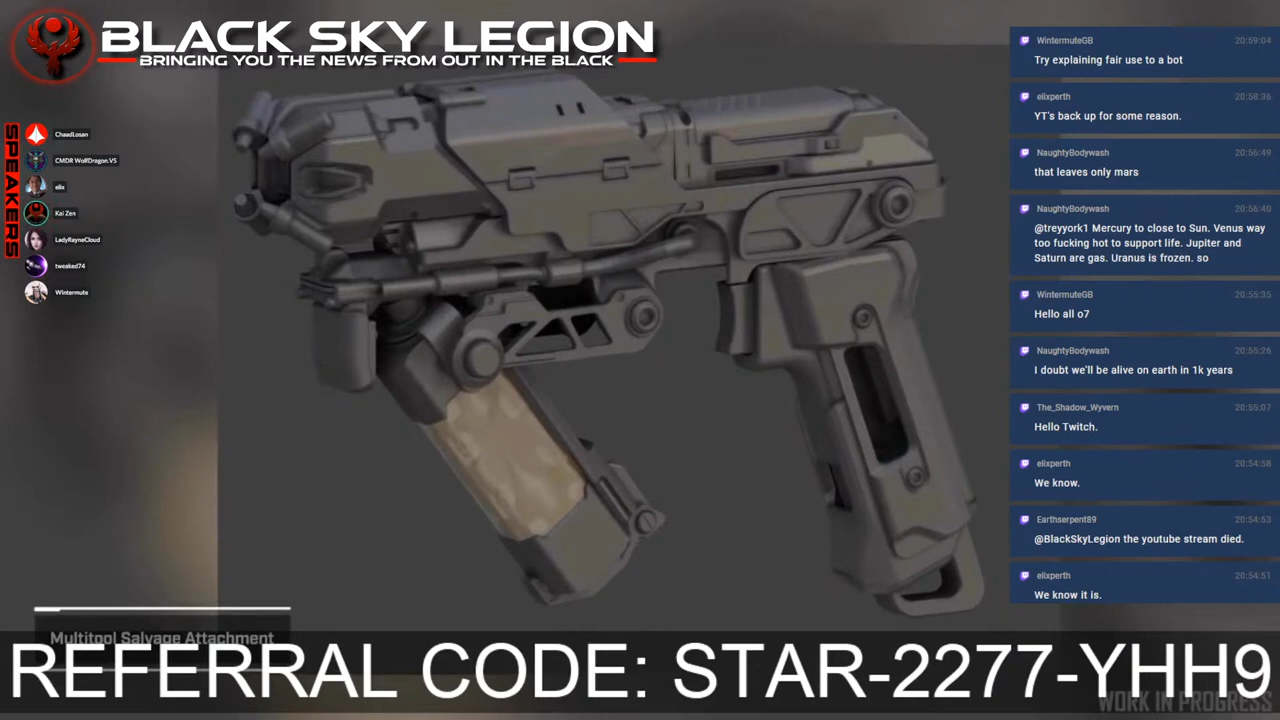 BLACK SKY LEGION
BRINGING YOU THE NEWS FROM OUT IN THE BLACK
SPEAKERS
ChaadLosan
CMDR WolfDragon.VS
elix
Kai Zen
LadyRayneCloud
tweaked74
Wintermute
WintermuteGB 20:59:04
Try explaining fair use to a bot
elixperth 20:58:36
YT's back up for some reason.
NaughtyBodywash 20:56:49
that leaves only mars
NaughtyBodywash 20:56:40
@treyyork1 Mercury to close to Sun. Venus way
too fucking hot to support life. Jupiter and
Saturn are gas. Uranus is frozen. so
WintermuteGB 20:55:35
Hello all o7
NaughtyBodywash 20:55:26
I doubt we'll be alive on earth in 1k years
The_Shadow_Wyvern 20:55:07
Hello Twitch.
elixperth 20:54:58
We know.
Earthserpent89 20:54:53
@BlackSkyLegion the youtube stream died.
elixperth 20:54:51
We know it is.
Multitool Salvage Attachment
REFERRAL CODE: STAR-2277-YHH9
WORK IN PROGRESS